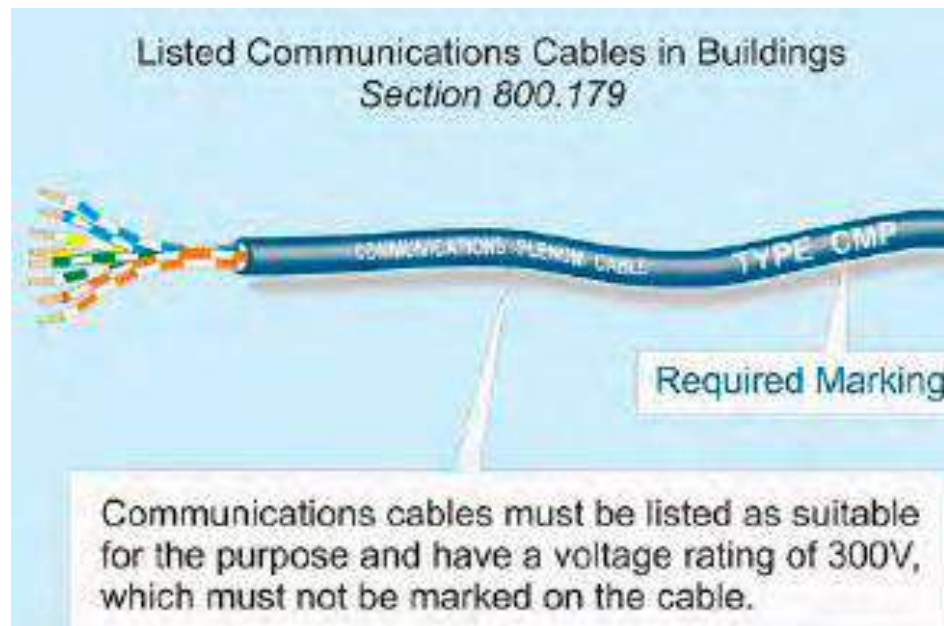 Listed Communications Cables in Buildings
Section 800.179
COMMUNICATIONS PLENUM CABLE TYPE CMP
Required Marking
Communications cables must be listed as suitable
for the purpose and have a voltage rating of 300V,
which must not be marked on the cable.